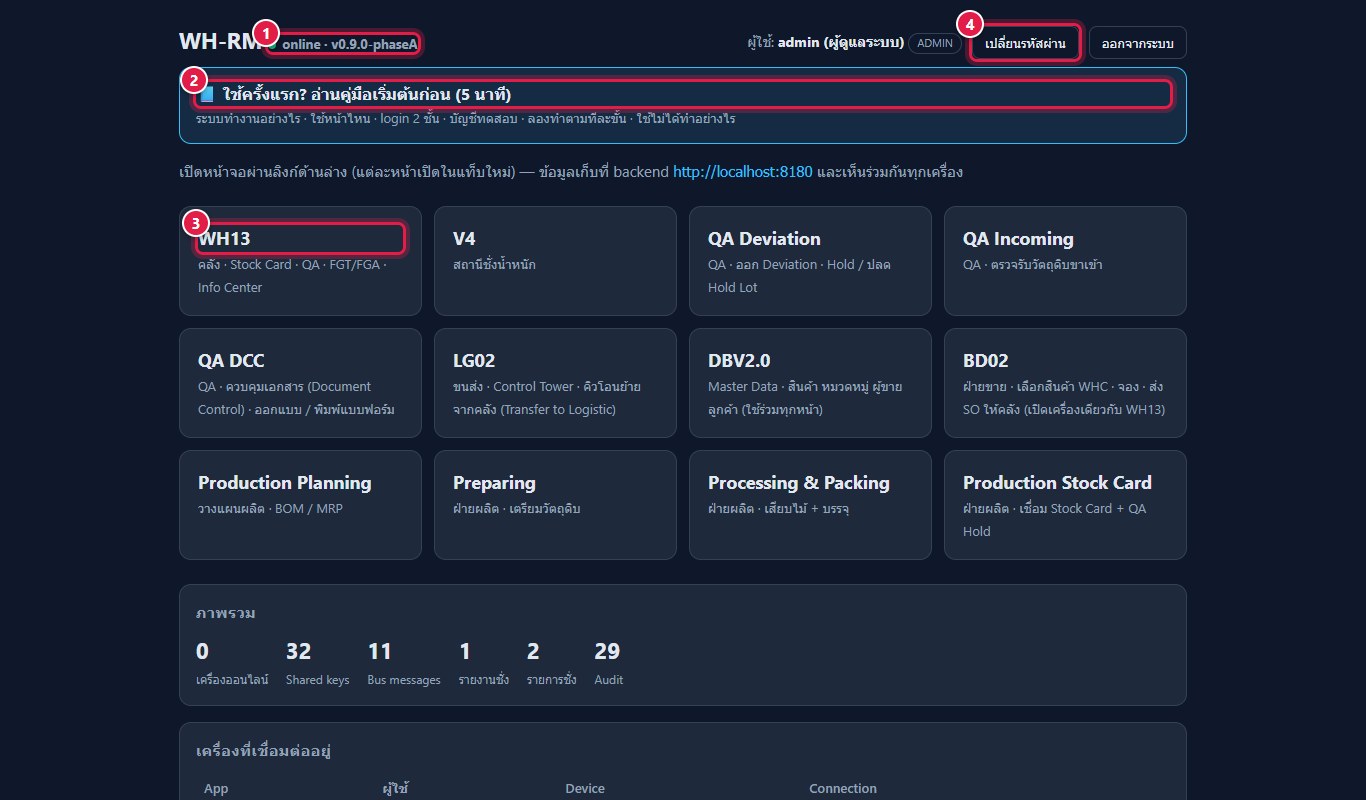 WH-RM
1
online · v0.9.0-phaseA
ผู้ใช้: admin (ผู้ดูแลระบบ)
ADMIN
4
เปลี่ยนรหัสผ่าน
ออกจากระบบ
2
ใช้ครั้งแรก? อ่านคู่มือเริ่มต้นก่อน (5 นาที)
ระบบทำงานอย่างไร · ใช้หน้าไหน · login 2 ชั้น · บัญชีทดสอบ · ลองทำตามทีละขั้น · ใช้ไม่ได้ทำอย่างไร
เปิดหน้าจอผ่านลิงก์ด้านล่าง (แต่ละหน้าเปิดในแท็บใหม่) — ข้อมูลเก็บที่ backend http://localhost:8180 และเห็นร่วมกันทุกเครื่อง
3
WH13
คลัง · Stock Card · QA · FGT/FGA ·
Info Center
V4
สถานีชั่งน้ำหนัก
QA Deviation
QA · ออก Deviation · Hold / ปลด
Hold Lot
QA Incoming
QA · ตรวจรับวัตถุดิบขาเข้า
QA DCC
QA · ควบคุมเอกสาร (Document
Control) · ออกแบบ / พิมพ์แบบฟอร์ม
LG02
ขนส่ง · Control Tower · คิวโอนย้าย
จากคลัง (Transfer to Logistic)
DBV2.0
Master Data · สินค้า หมวดหมู่ ผู้ขาย
ลูกค้า (ใช้ร่วมทุกหน้า)
BD02
ฝ่ายขาย · เลือกสินค้า WHC · จอง · ส่ง
SO ให้คลัง (เปิดเครื่องเดียวกับ WH13)
Production Planning
วางแผนผลิต · BOM / MRP
Preparing
ฝ่ายผลิต · เตรียมวัตถุดิบ
Processing & Packing
ฝ่ายผลิต · เสียบไม้ + บรรจุ
Production Stock Card
ฝ่ายผลิต · เชื่อม Stock Card + QA
Hold
ภาพรวม
0
32
11
1
2
29
เครื่องออนไลน์
Shared keys
Bus messages
รายงานชั่ง
รายการชั่ง
Audit
เครื่องที่เชื่อมต่ออยู่
App
ผู้ใช้
Device
Connection